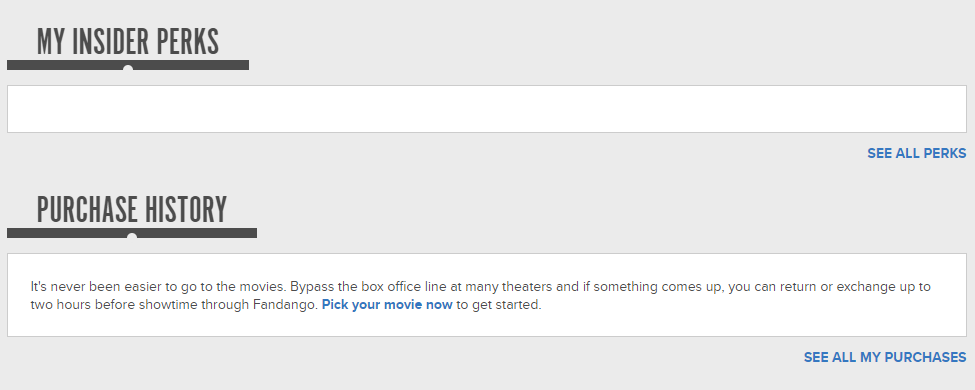 MY INSIDER PERKS
SEE ALL PERKS
PURCHASE HISTORY
It's never been easier to go to the movies. Bypass the box office line at many theaters and if something comes up, you can return or exchange up to
two hours before showtime through Fandango. Pick your movie now to get started.
SEE ALL MY PURCHASES